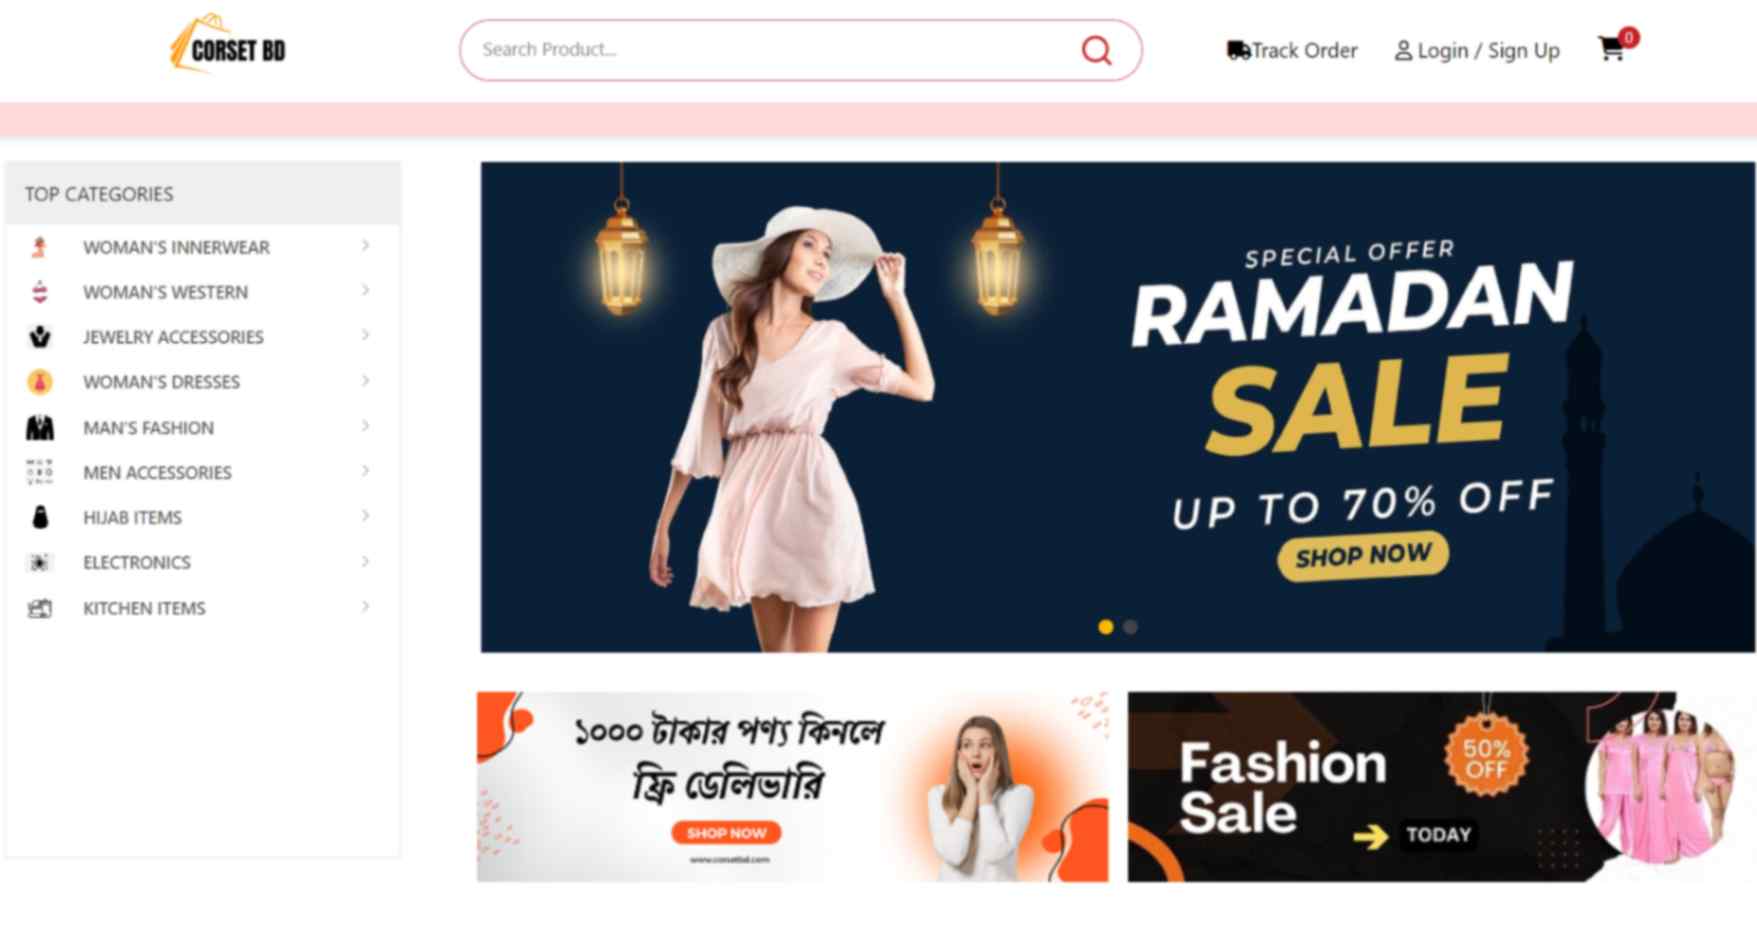 CORSET BD
Search Product...
Track Order
Login / Sign Up
0
TOP CATEGORIES
WOMAN'S INNERWEAR
WOMAN'S WESTERN
JEWELRY ACCESSORIES
WOMAN'S DRESSES
MAN'S FASHION
MEN ACCESSORIES
HIJAB ITEMS
ELECTRONICS
KITCHEN ITEMS
SPECIAL OFFER
RAMADAN
SALE
UP TO 70% OFF
SHOP NOW
১০০০ টাকার পণ্য কিনলে
ফ্রি ডেলিভারি
SHOP NOW
www.corsetbd.com
Fashion
Sale
50%
OFF
TODAY